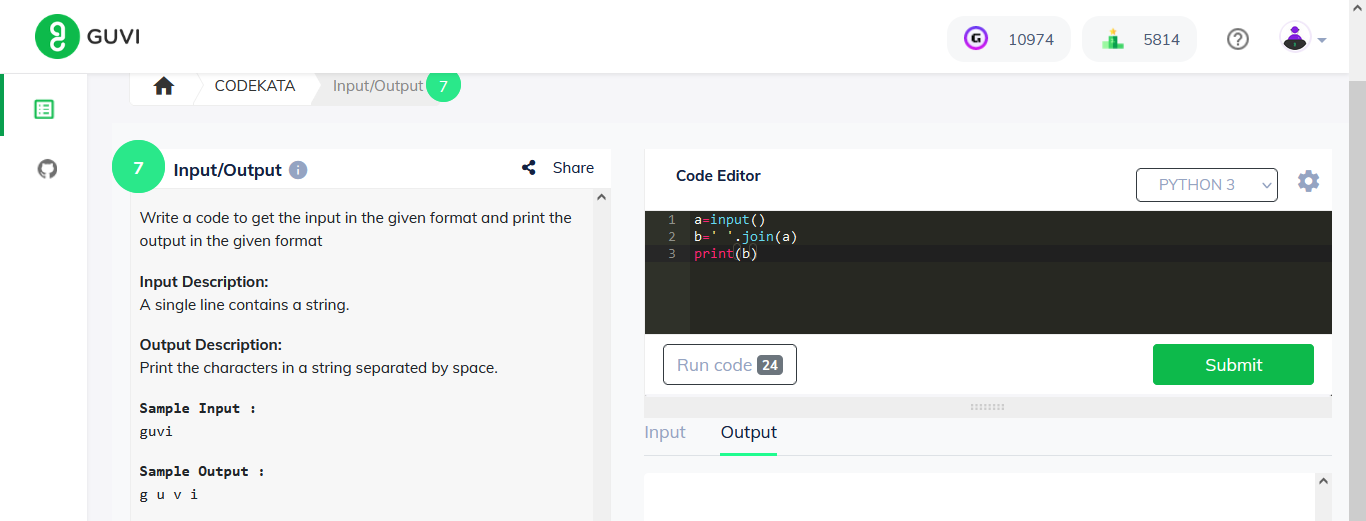 GUVI
10974
5814
CODEKATA
Input/Output
7
7
Input/Output
Share
Write a code to get the input in the given format and print the
output in the given format
Input Description:
A single line contains a string.
Output Description:
Print the characters in a string separated by space.
Sample Input :
guvi
Sample Output :
g u v i
Code Editor
PYTHON 3
1 a=input()
2 b=' '.join(a)
3 print(b)
Run code 24
Submit
Input
Output